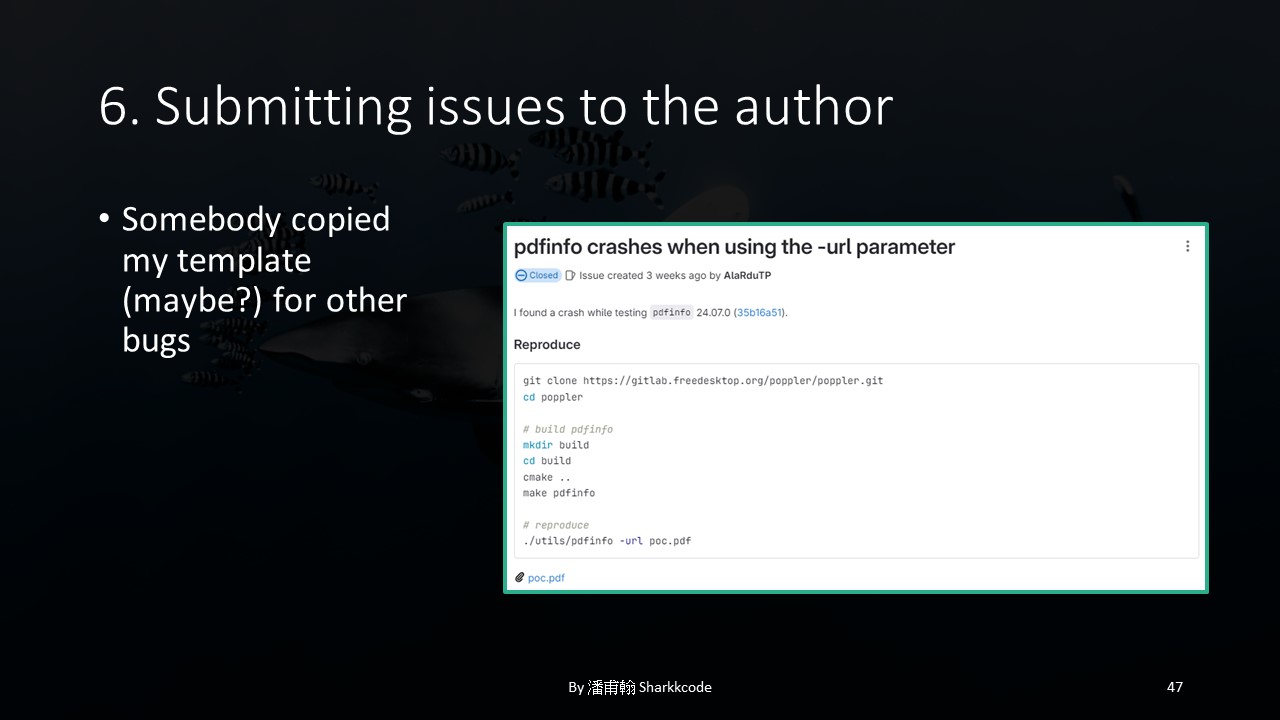 6. Submitting issues to the author
• Somebody copied
my template
(maybe?) for other
bugs
pdfinfo crashes when using the -url parameter
Closed Issue created 3 weeks ago by AlaRduTP
I found a crash while testing pdfinfo 24.07.0 (35b16a51).
Reproduce
git clone https://gitlab.freedesktop.org/poppler/poppler.git
cd poppler
# build pdfinfo
mkdir build
cd build
cmake ..
make pdfinfo
# reproduce
./utils/pdfinfo -url poc.pdf
poc.pdf
By 潘甫翰 Sharkkcode
47